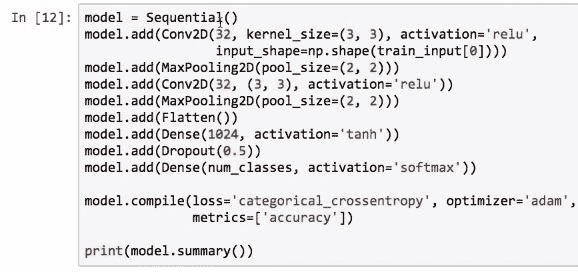 In [12]: model = Sequential()
model.add(Conv2D(32, kernel_size=(3, 3), activation='relu',
input_shape=np.shape(train_input[0])))
model.add(MaxPooling2D(pool_size=(2, 2)))
model.add(Conv2D(32, (3, 3), activation='relu'))
model.add(MaxPooling2D(pool_size=(2, 2)))
model.add(Flatten())
model.add(Dense(1024, activation='tanh'))
model.add(Dropout(0.5))
model.add(Dense(num_classes, activation='softmax'))
model.compile(loss='categorical_crossentropy', optimizer='adam',
metrics=['accuracy'])
print(model.summary())